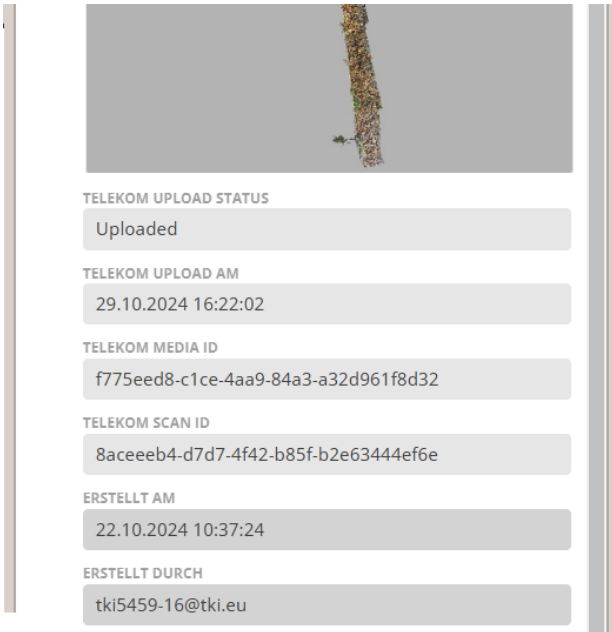 TELEKOM UPLOAD STATUS
Uploaded
TELEKOM UPLOAD AM
29.10.2024 16:22:02
TELEKOM MEDIA ID
f775eed8-c1ce-4aa9-84a3-a32d961f8d32
TELEKOM SCAN ID
8aceeeb4-d7d7-4f42-b85f-b2e63444ef6e
ERSTELLT AM
22.10.2024 10:37:24
ERSTELLT DURCH
tki5459-16@tki.eu